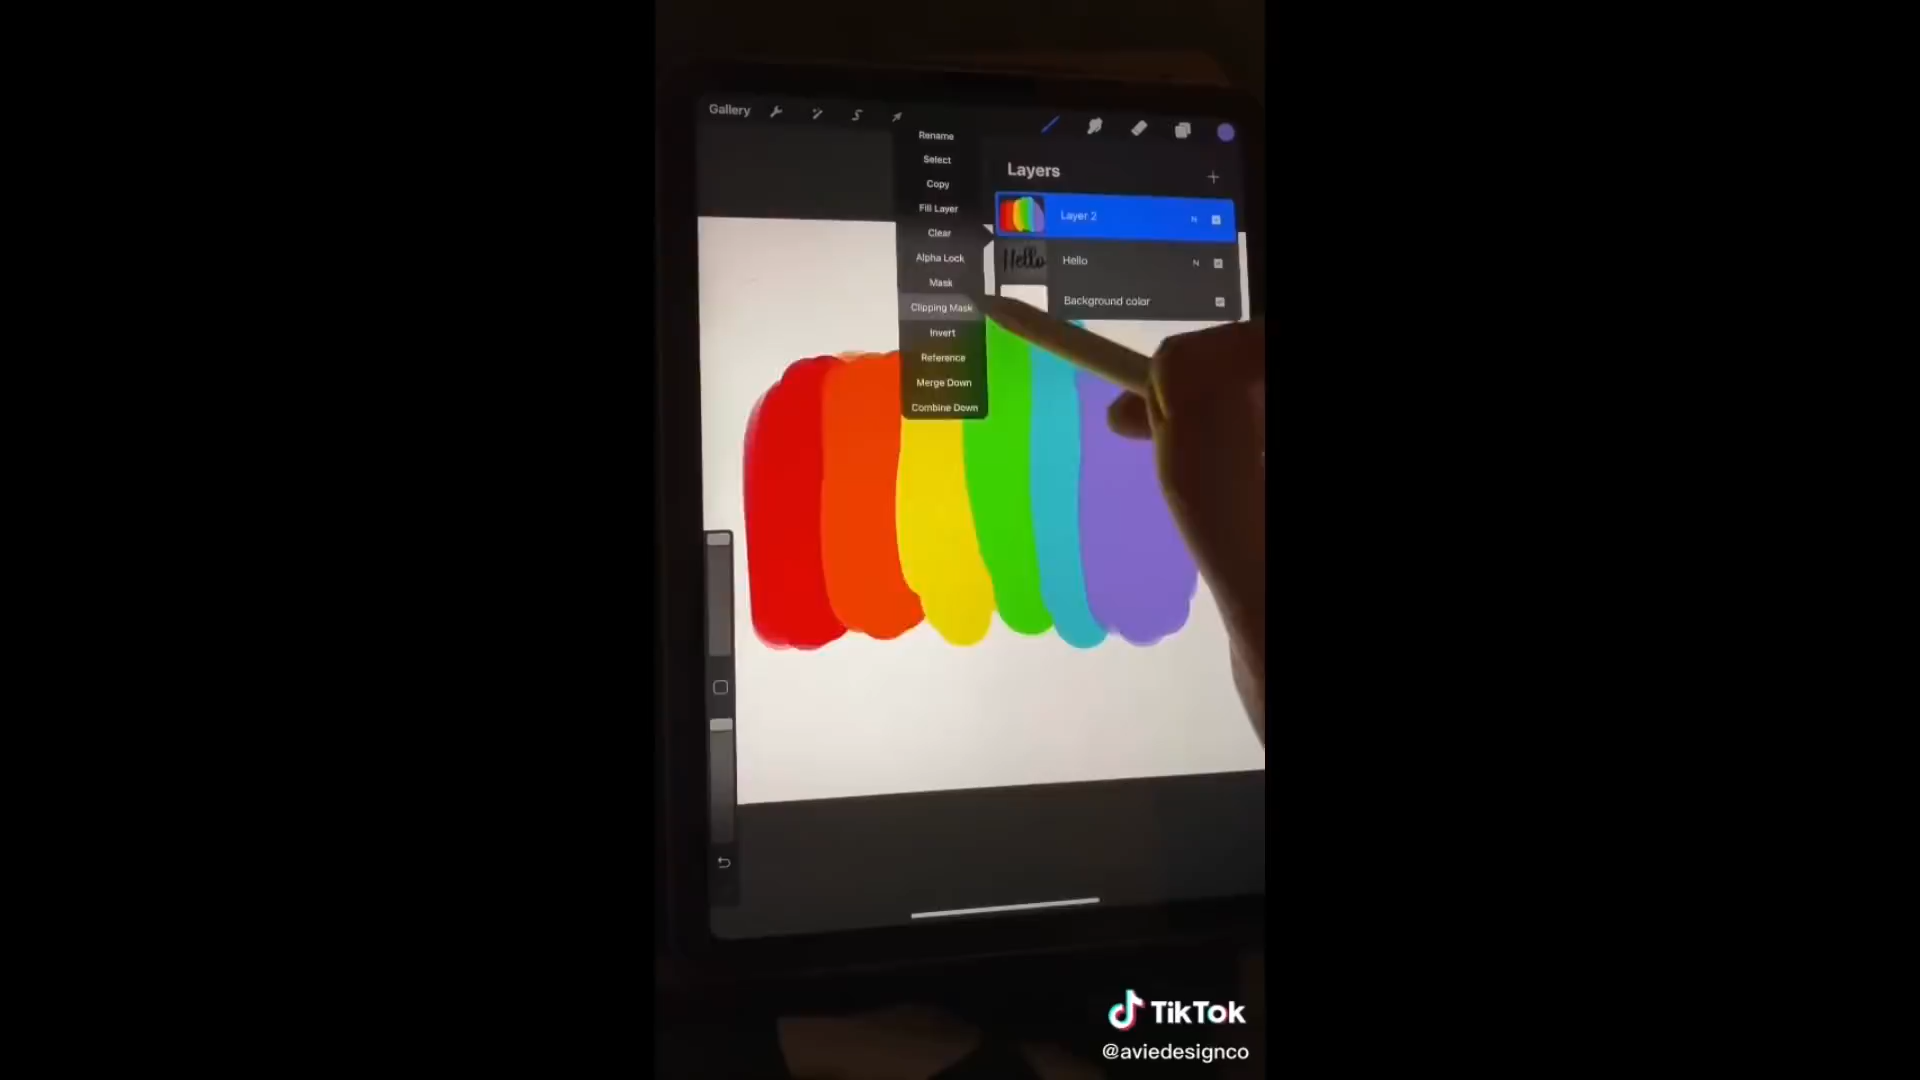 Gallery
Rename
Select
Copy
Fill Layer
Clear
Alpha Lock
Mask
Clipping Mask
Invert
Reference
Merge Down
Combine Down
Layers
Layer 2 N
Hello Hello N
Background color
TikTok
@aviedesignco